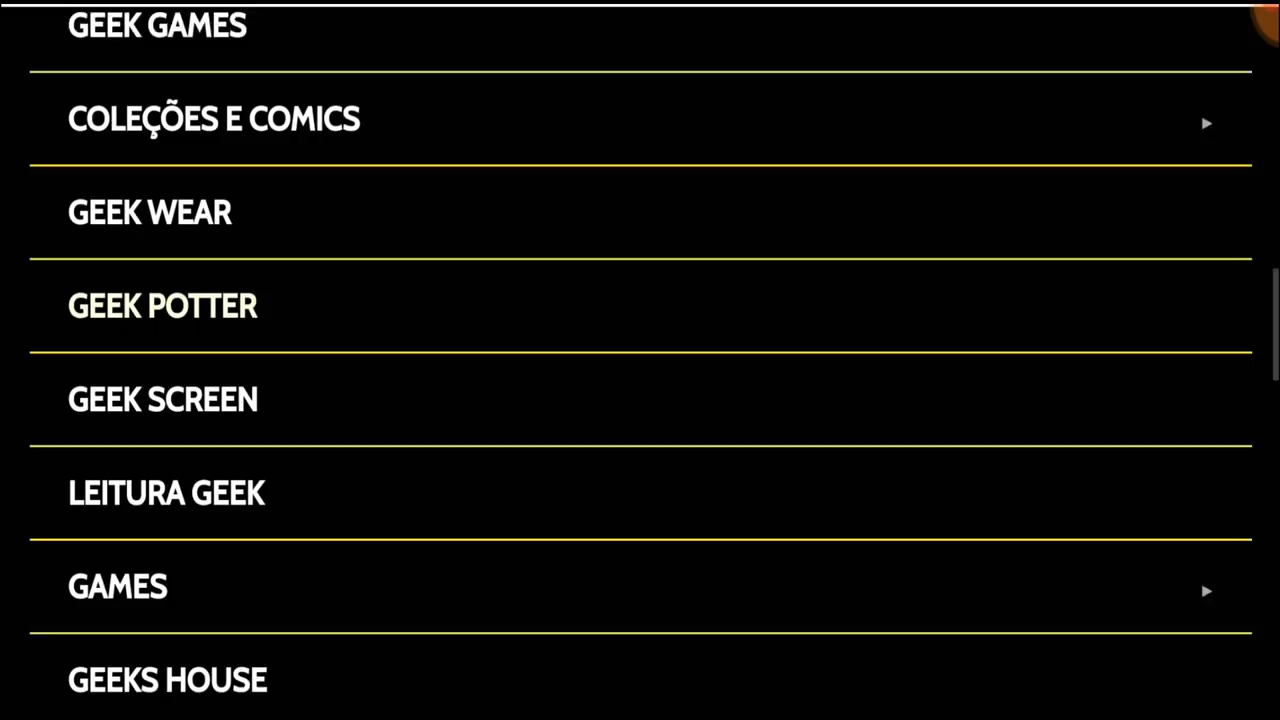 GEEK GAMES
COLEÇÕES E COMICS
GEEK WEAR
GEEK POTTER
GEEK SCREEN
LEITURA GEEK
GAMES
GEEKS HOUSE